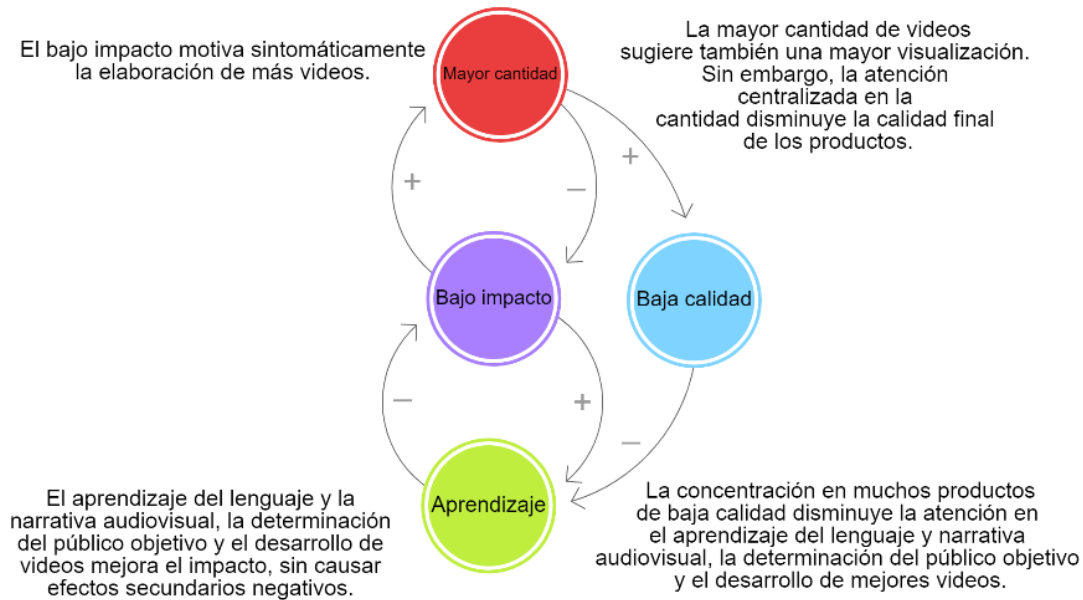 El bajo impacto motiva sintomáticamente
la elaboración de más videos.
Mayor cantidad
La mayor cantidad de videos
sugiere también una mayor visualización.
Sin embargo, la atención
centralizada en la
cantidad disminuye la calidad final
de los productos.
+
–
+
Bajo impacto
Baja calidad
–
+
–
Aprendizaje
El aprendizaje del lenguaje y la
narrativa audiovisual, la determinación
del público objetivo y el desarrollo de
videos mejora el impacto, sin causar
efectos secundarios negativos.
La concentración en muchos productos
de baja calidad disminuye la atención en
el aprendizaje del lenguaje y narrativa
audiovisual, la determinación del público objetivo
y el desarrollo de mejores videos.